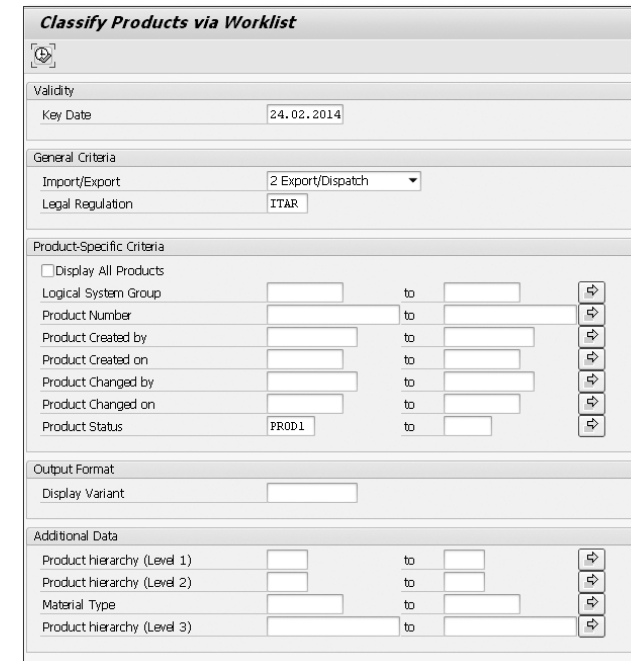 Classify Products via Worklist
Validity
Key Date 24.02.2014
General Criteria
Import/Export 2 Export/Dispatch
Legal Regulation ITAR
Product-Specific Criteria
Display All Products
Logical System Group to
Product Number to
Product Created by to
Product Created on to
Product Changed by to
Product Changed on to
Product Status PROD1 to
Output Format
Display Variant
Additional Data
Product hierarchy (Level 1) to
Product hierarchy (Level 2) to
Material Type to
Product hierarchy (Level 3) to